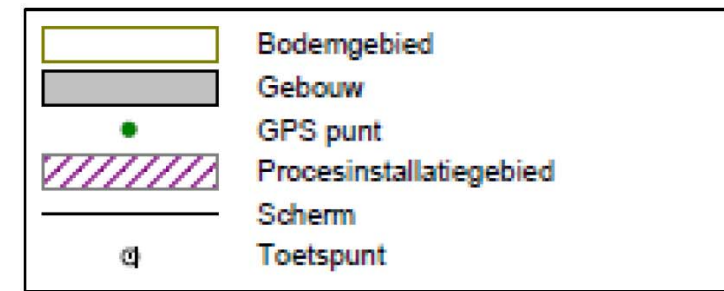 Bodemgebied
Gebouw
GPS punt
Procesinstallatiegebied
Scherm
Toetspunt